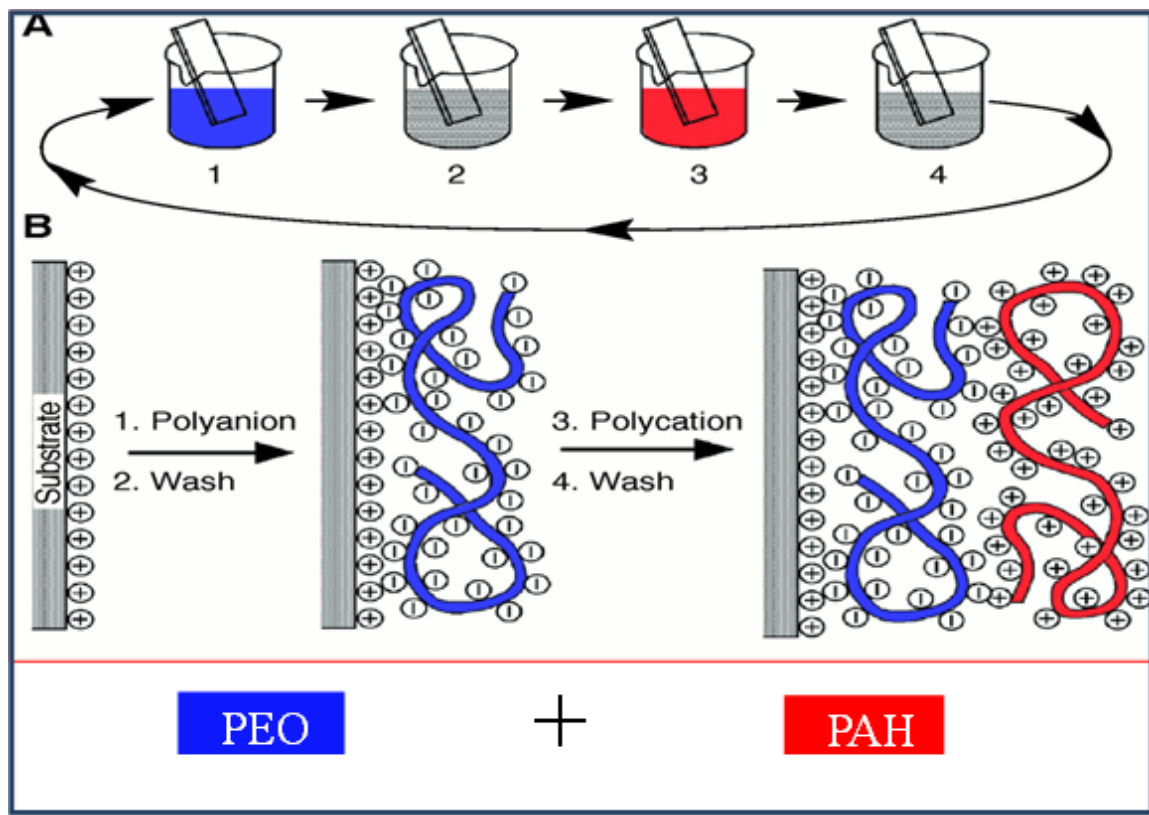 A
1 2 3 4
B
Substrate
1. Polyanion
2. Wash
3. Polycation
4. Wash
PEO + PAH